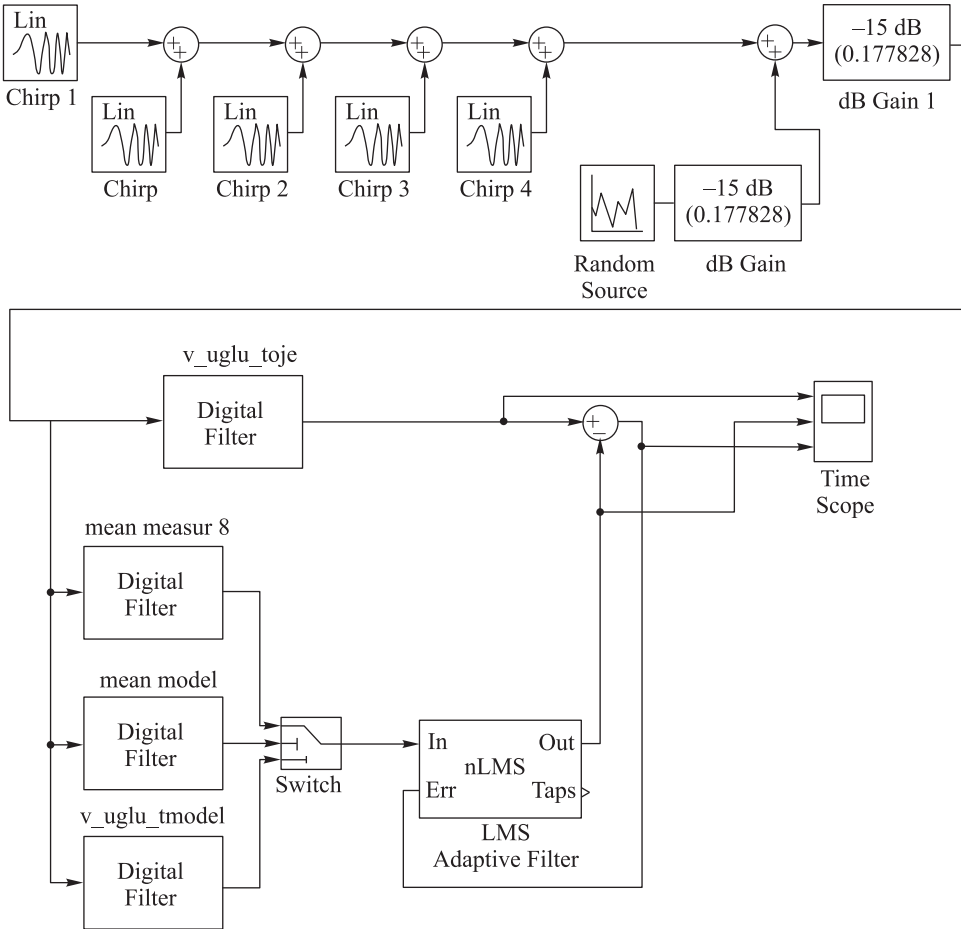 Lin
Chirp 1
Lin
Chirp
Lin
Chirp 2
Lin
Chirp 3
Lin
Chirp 4
+
+
+
+
+
+
+
+
+
+
–15 dB
(0.177828)
dB Gain 1
Random
Source
–15 dB
(0.177828)
dB Gain
v_uglu_toje
Digital
Filter
+
–
Time
Scope
mean measur 8
Digital
Filter
mean model
Digital
Filter
v_uglu_tmodel
Digital
Filter
Switch
In
Out
nLMS
Err
Taps
LMS
Adaptive Filter